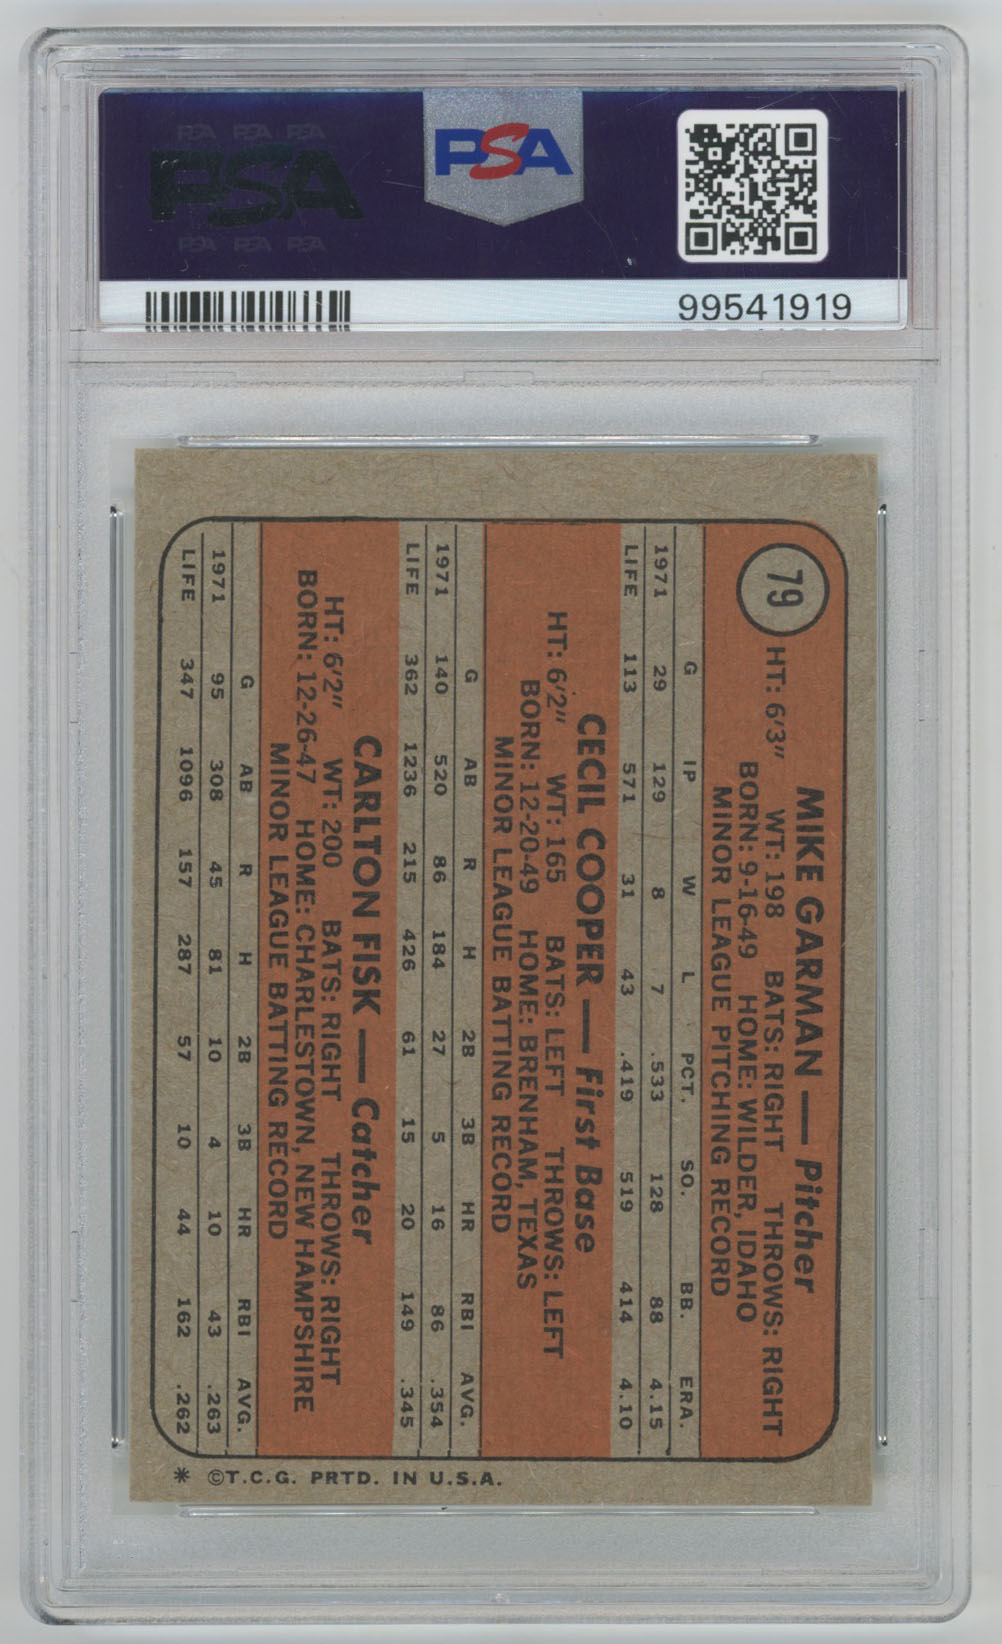 PSA PSA PSA
PSA
PSA PSA PSA
PSA
99541919
79
MIKE GARMAN — Pitcher
HT: 6'3" WT: 198 BATS: RIGHT THROWS: RIGHT
BORN: 9-16-49 HOME: WILDER, IDAHO
MINOR LEAGUE PITCHING RECORD
G IP W L PCT. SO. BB. ERA.
1971 29 129 8 7 .533 128 88 4.15
LIFE 113 571 31 43 .419 519 414 4.10
CECIL COOPER — First Base
HT: 6'2" WT: 165 BATS: LEFT THROWS: LEFT
BORN: 12-20-49 HOME: BRENHAM, TEXAS
MINOR LEAGUE BATTING RECORD
G AB R H 2B 3B HR RBI AVG.
1971 140 520 86 184 27 5 16 86 .354
LIFE 362 1236 215 426 61 15 20 149 .345
CARLTON FISK — Catcher
HT: 6'2" WT: 200 BATS: RIGHT THROWS: RIGHT
BORN: 12-26-47 HOME: CHARLESTOWN, NEW HAMPSHIRE
MINOR LEAGUE BATTING RECORD
G AB R H 2B 3B HR RBI AVG.
1971 95 308 45 81 10 4 10 43 .263
LIFE 347 1096 157 287 57 10 44 162 .262
* ©T.C.G. PRTD. IN U.S.A.